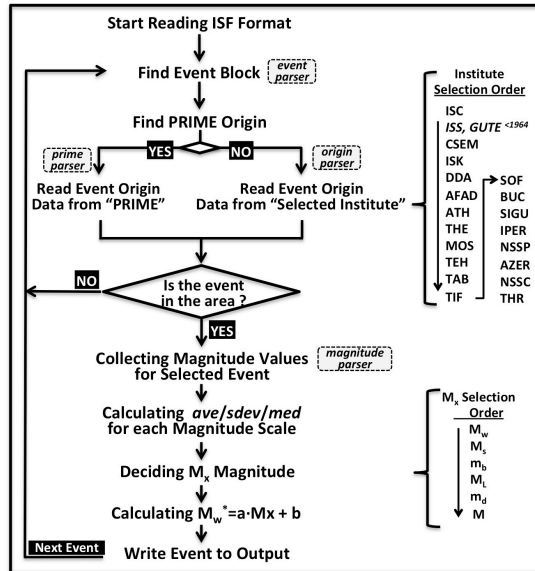 Start Reading ISF Format
Find Event Block
event
parser
Find PRIME Origin
YES
NO
prime
parser
origin
parser
Read Event Origin
Data from “PRIME”
Read Event Origin
Data from “Selected Institute”
Is the event
in the area ?
NO
YES
Collecting Magnitude Values
for Selected Event
magnitude
parser
Calculating ave/sdev/med
for each Magnitude Scale
Deciding Mx Magnitude
Calculating Mw*=a·Mx + b
Next Event
Write Event to Output
Institute
Selection Order
ISC
ISS, GUTE <1964
CSEM
ISK
DDA
AFAD
ATH
THE
MOS
TEH
TAB
TIF
SOF
BUC
SIGU
IPER
NSSP
AZER
NSSC
THR
Mx Selection
Order
Mw
Ms
mb
ML
md
M